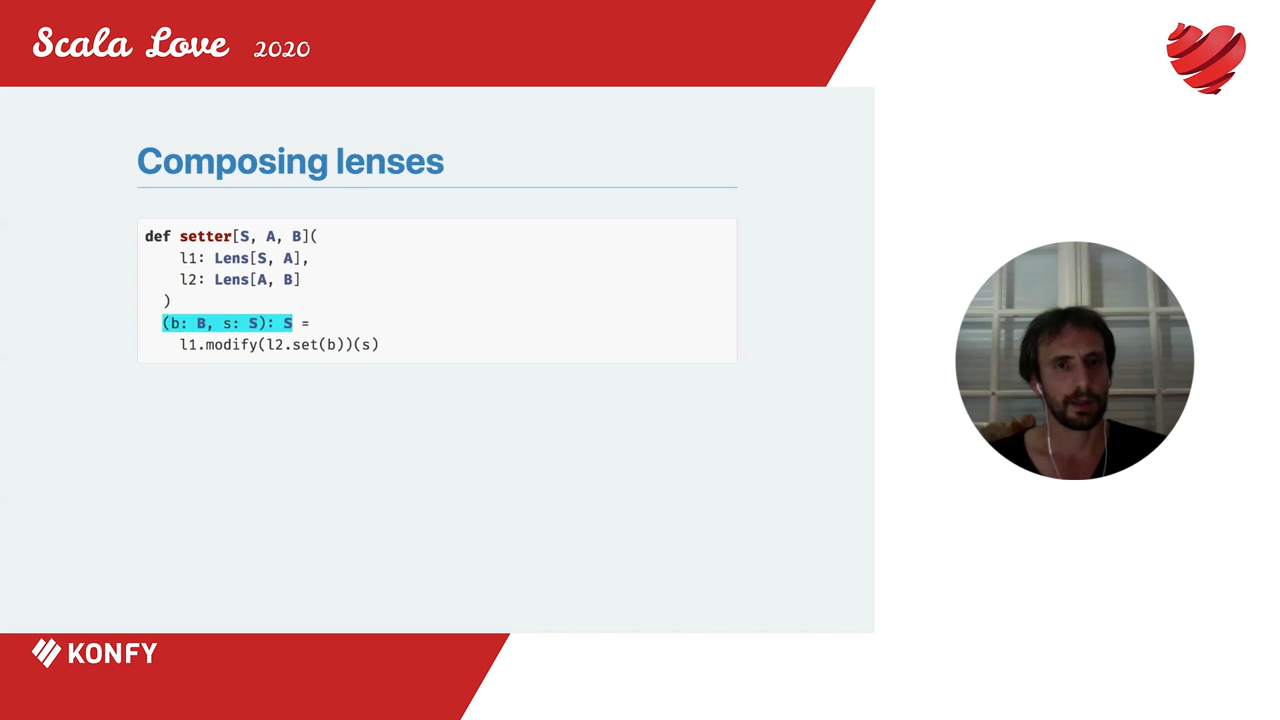 Scala Love 2020
Composing lenses
def setter[S, A, B](
l1: Lens[S, A],
l2: Lens[A, B]
)
(b: B, s: S): S =
l1.modify(l2.set(b))(s)
KONFY